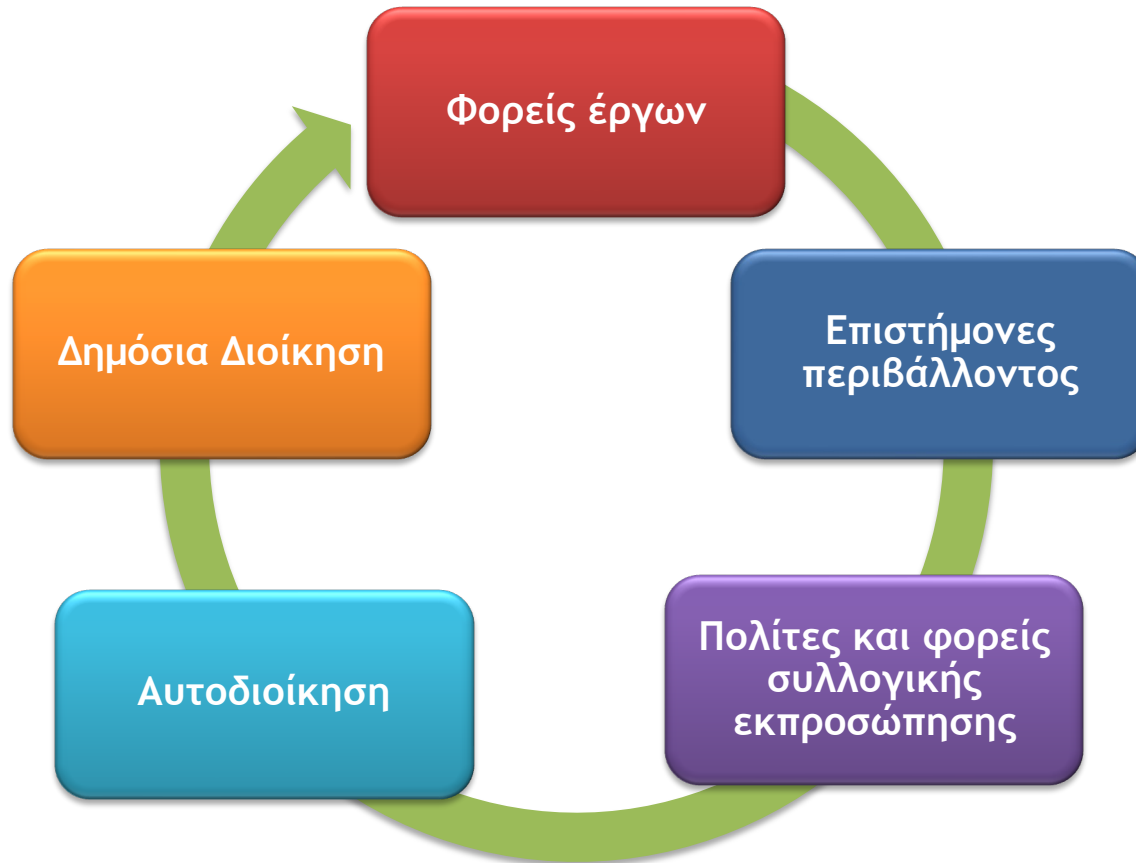 Φορείς έργων
Επιστήμονες
περιβάλλοντος
Πολίτες και φορείς
συλλογικής
εκπροσώπησης
Αυτοδιοίκηση
Δημόσια Διοίκηση